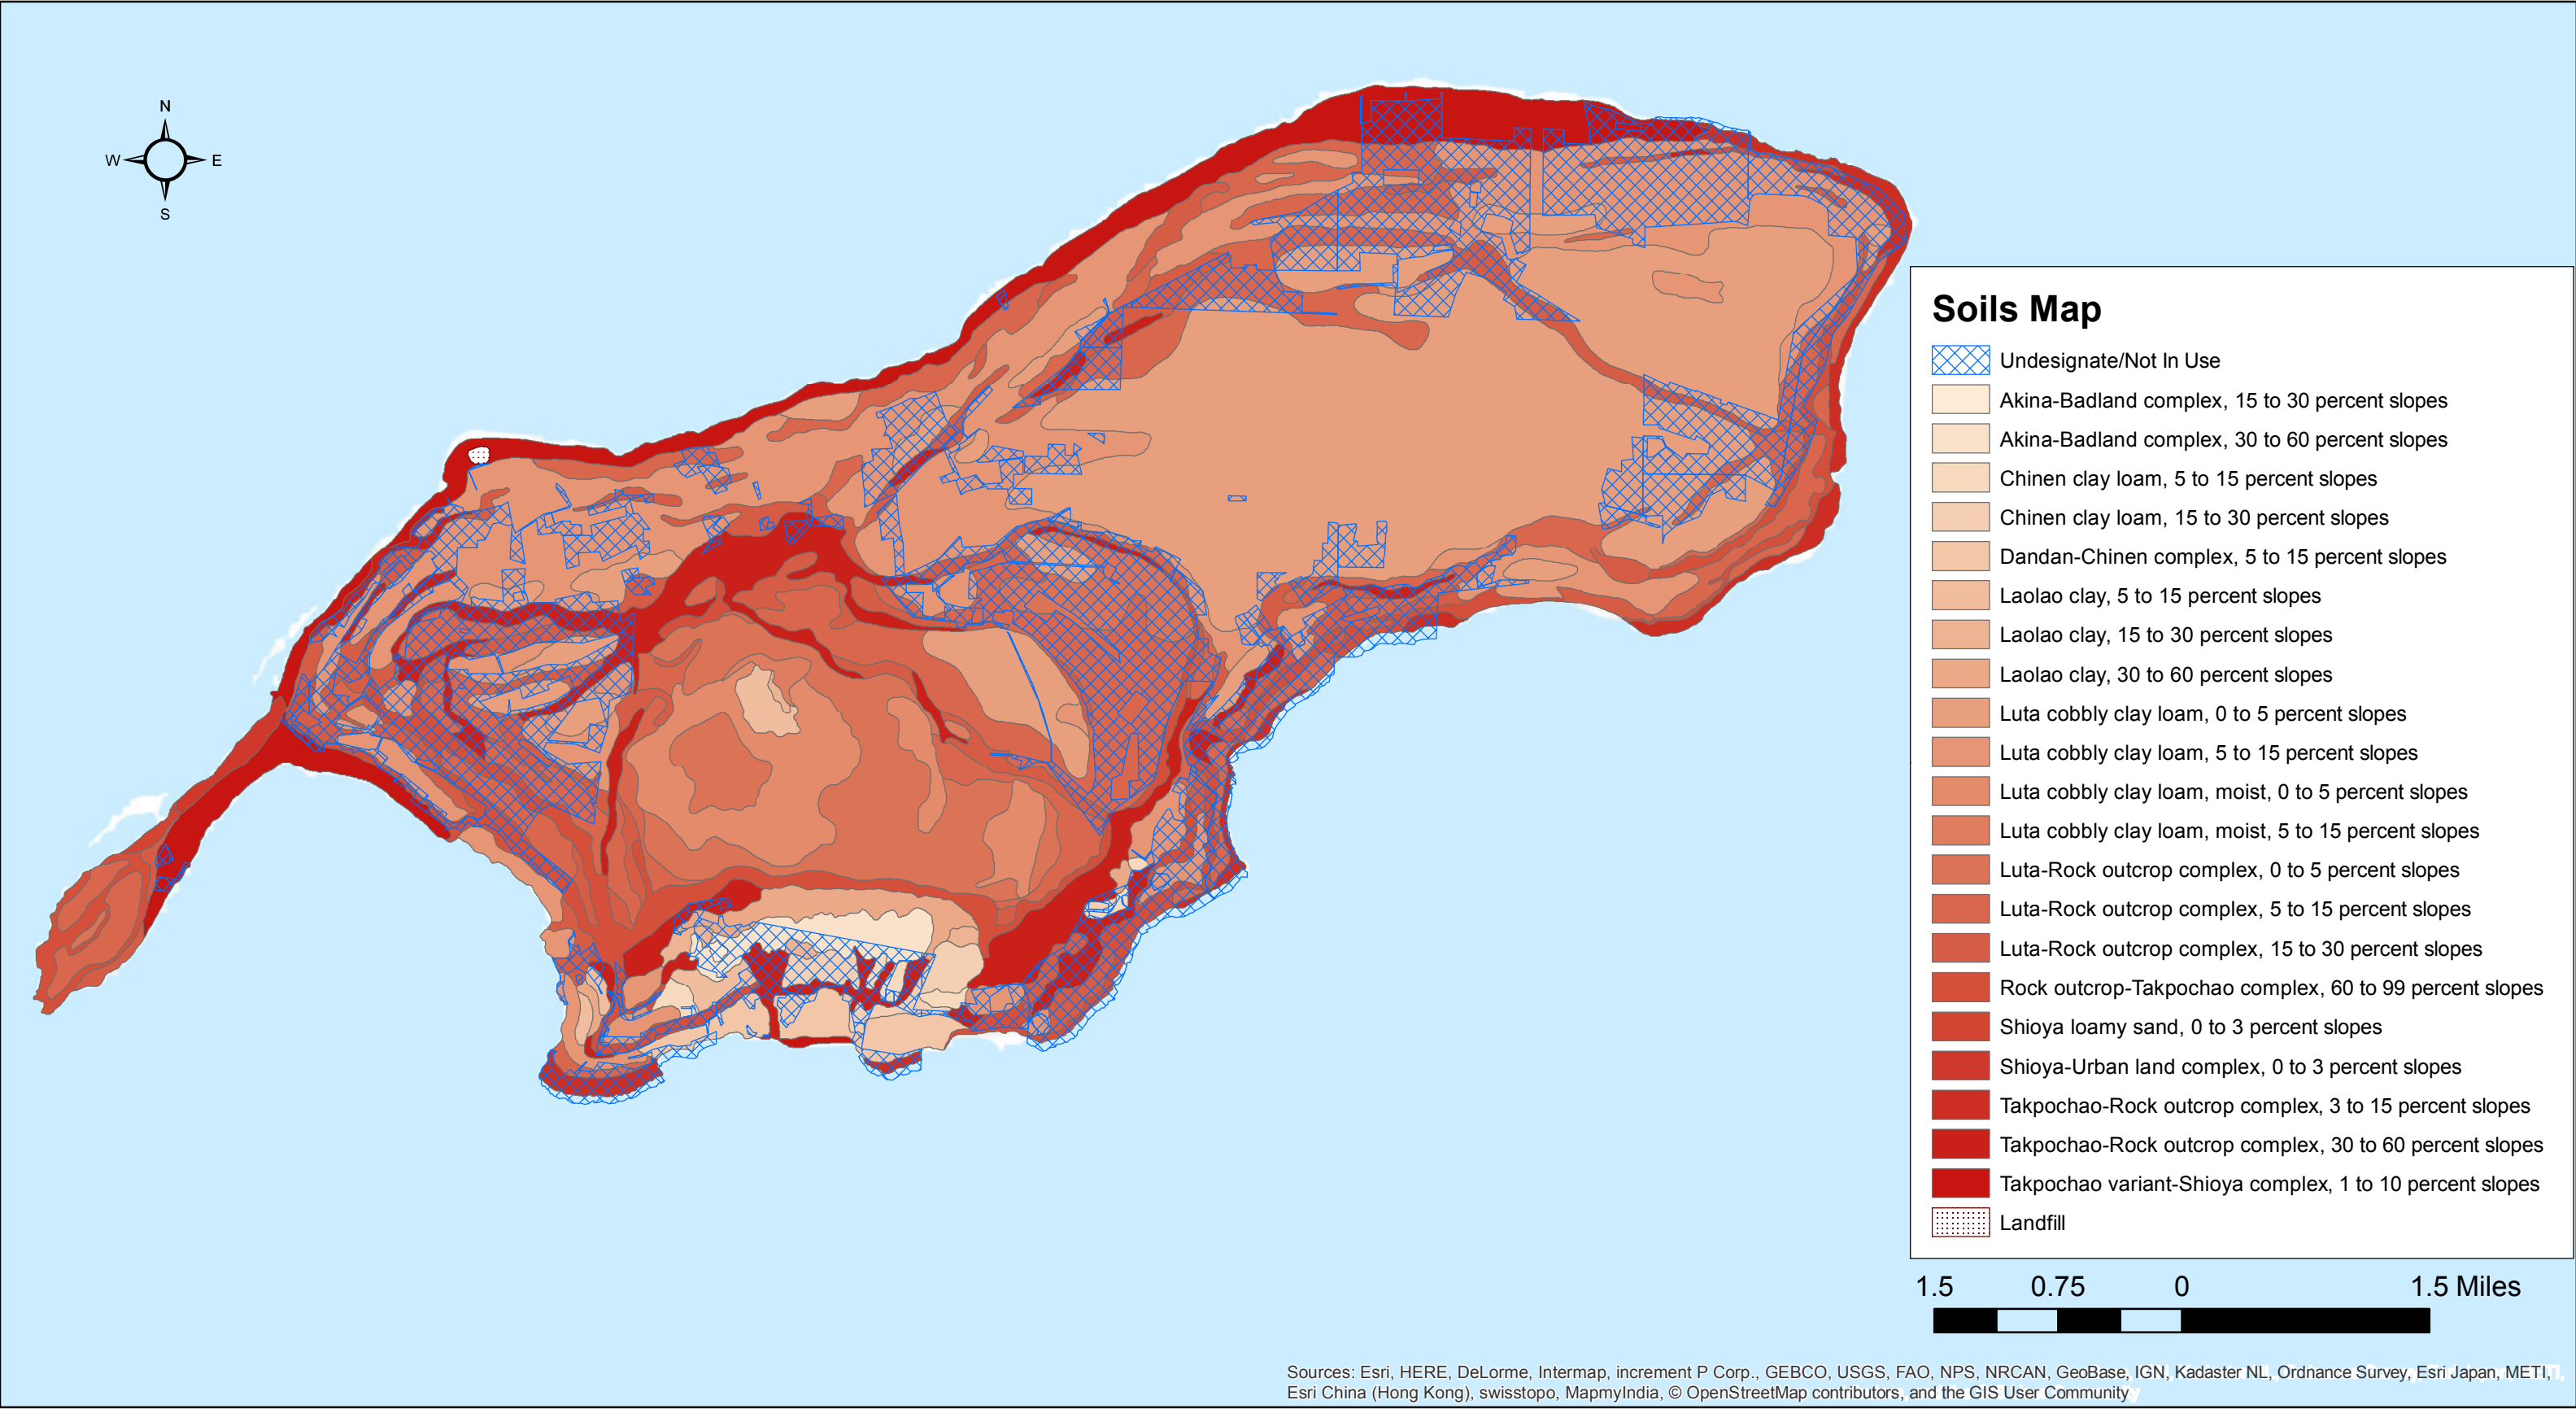 N
W E
S
Soils Map
Undesignate/Not In Use
Akina-Badland complex, 15 to 30 percent slopes
Akina-Badland complex, 30 to 60 percent slopes
Chinen clay loam, 5 to 15 percent slopes
Chinen clay loam, 15 to 30 percent slopes
Dandan-Chinen complex, 5 to 15 percent slopes
Laolao clay, 5 to 15 percent slopes
Laolao clay, 15 to 30 percent slopes
Laolao clay, 30 to 60 percent slopes
Luta cobbly clay loam, 0 to 5 percent slopes
Luta cobbly clay loam, 5 to 15 percent slopes
Luta cobbly clay loam, moist, 0 to 5 percent slopes
Luta cobbly clay loam, moist, 5 to 15 percent slopes
Luta-Rock outcrop complex, 0 to 5 percent slopes
Luta-Rock outcrop complex, 5 to 15 percent slopes
Luta-Rock outcrop complex, 15 to 30 percent slopes
Rock outcrop-Takpochao complex, 60 to 99 percent slopes
Shioya loamy sand, 0 to 3 percent slopes
Shioya-Urban land complex, 0 to 3 percent slopes
Takpochao-Rock outcrop complex, 3 to 15 percent slopes
Takpochao-Rock outcrop complex, 30 to 60 percent slopes
Takpochao variant-Shioya complex, 1 to 10 percent slopes
Landfill
1.5 0.75 0 1.5 Miles
Sources: Esri, HERE, DeLorme, Intermap, increment P Corp., GEBCO, USGS, FAO, NPS, NRCAN, GeoBase, IGN, Kadaster NL, Ordnance Survey, Esri Japan, METI,
Esri China (Hong Kong), swisstopo, MapmyIndia, © OpenStreetMap contributors, and the GIS User Community